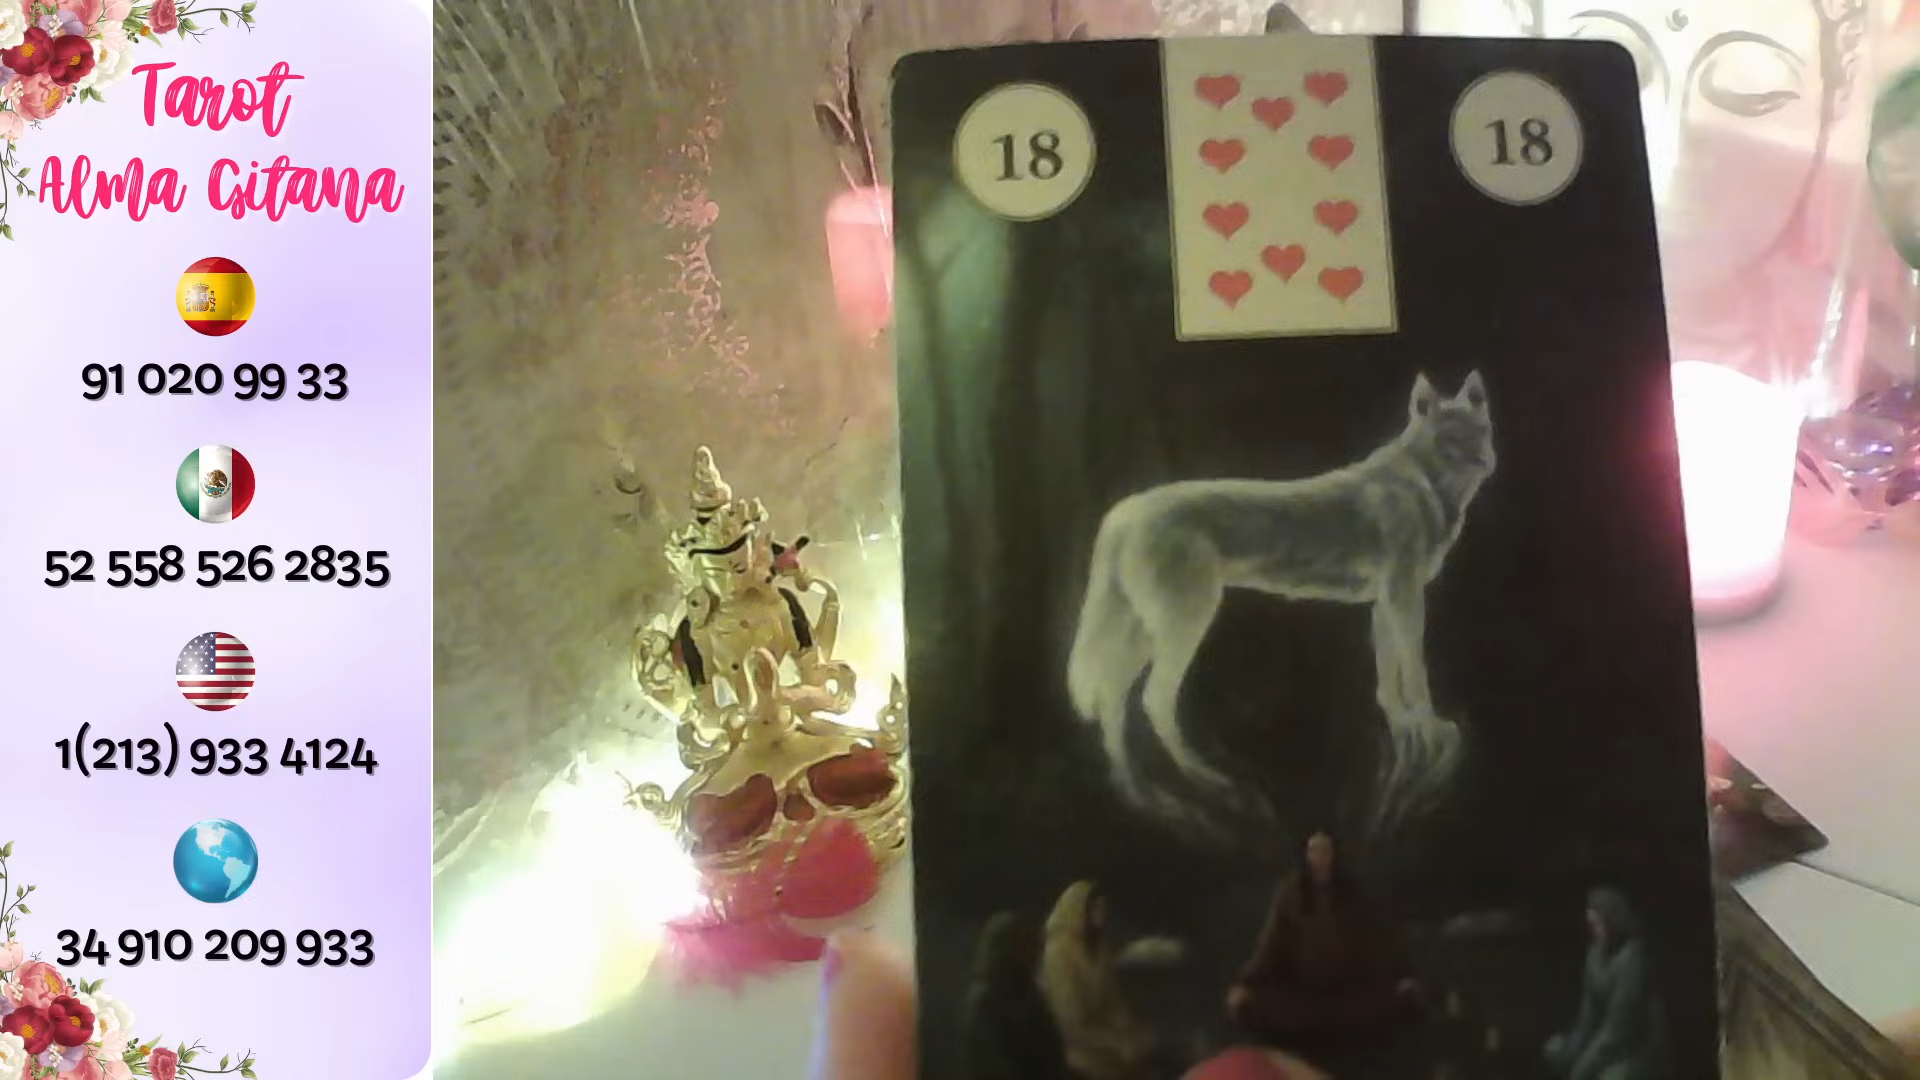 Tarot
Alma Gitana
91 020 99 33
52 558 526 2835
1(213) 933 4124
34 910 209 933
18
18